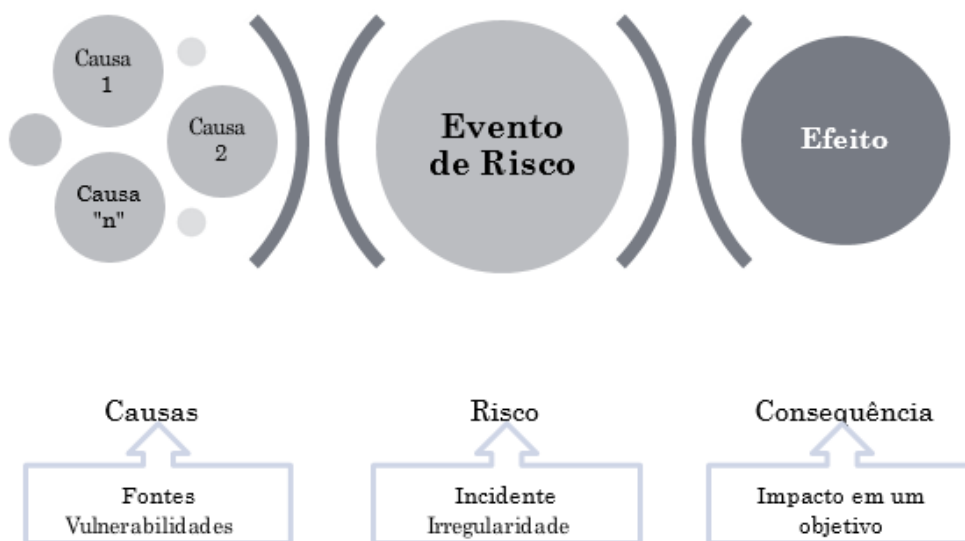 Causa
1
Causa
2
Causa
"n"
Evento
de Risco
Efeito
Causas
Risco
Consequência
Fontes
Vulnerabilidades
Incidente
Irregularidade
Impacto em um
objetivo